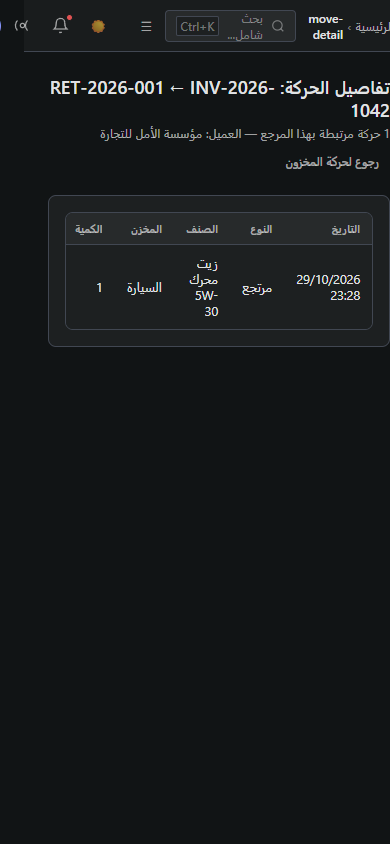 الرئيسية › move-detail
بحث شامل... Ctrl+K
تفاصيل الحركة: RET-2026-001 ← INV-2026-1042
1 حركة مرتبطة بهذا المرجع — العميل: مؤسسة الأمل للتجارة
رجوع لحركة المخزون
التاريخ النوع الصنف المخزن الكمية
29/10/2026 23:28 مرتجع زيت محرك 5W-30 السيارة 1